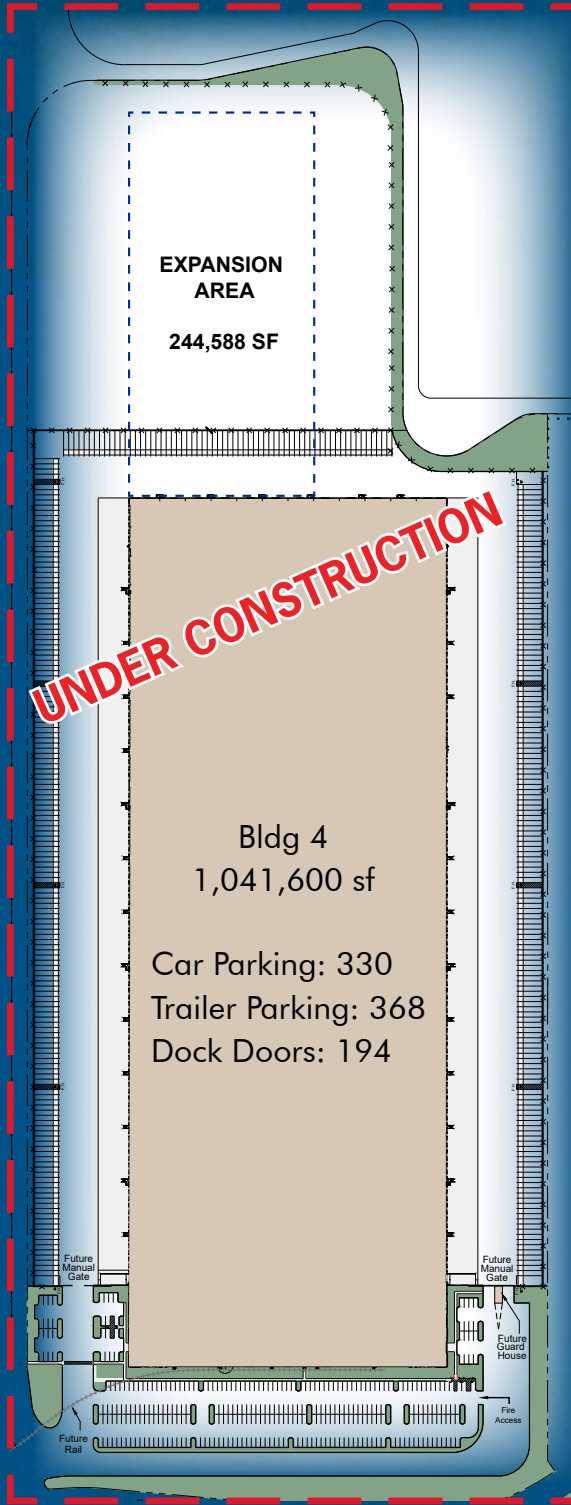 EXPANSION
AREA
244,588 SF
UNDER CONSTRUCTION
Bldg 4
1,041,600 sf
Car Parking: 330
Trailer Parking: 368
Dock Doors: 194
Future
Manual
Gate
Future
Manual
Gate
Future
Guard
House
Fire
Access
Future
Rail